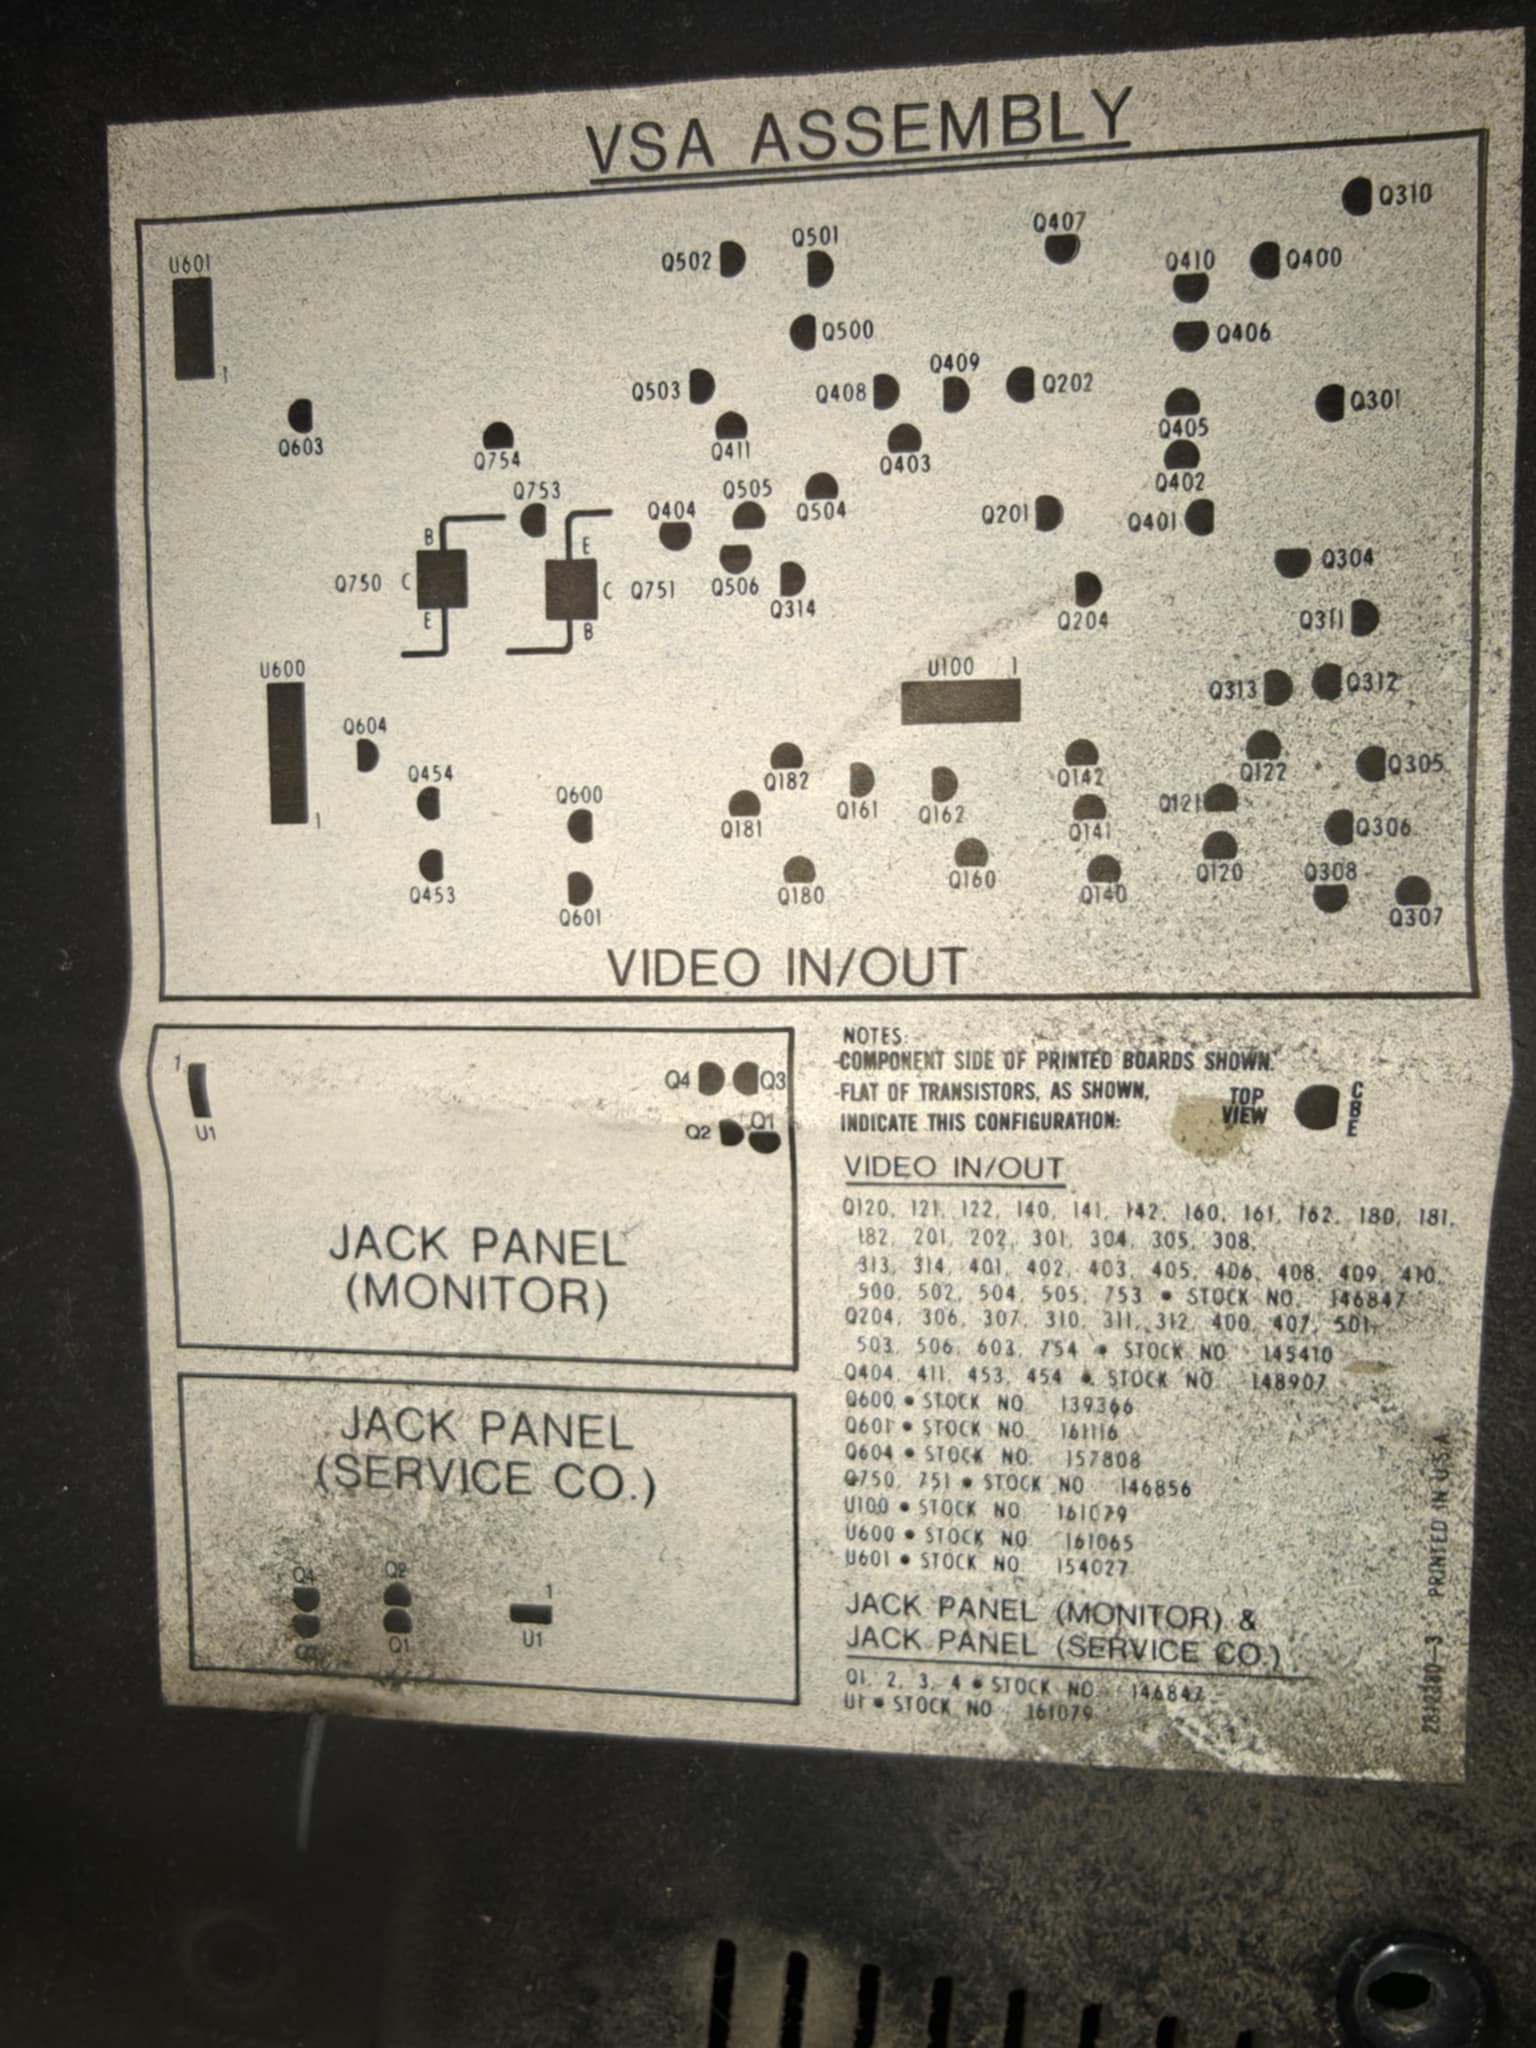 VSA ASSEMBLY
Q310
Q407
Q501
Q502
Q410
Q400
U601
Q500
Q406
1
Q409
Q503
Q408
Q202
Q301
Q405
Q603
Q754
Q411
Q403
Q402
Q753
Q505
Q404
Q504
Q201
Q401
B
E
Q304
Q750 C
C Q751
Q506
Q314
E
B
Q204
Q311
U600
U100 1
Q313
Q312
Q604
Q182
Q142
Q122
Q305
Q454
Q600
Q161
Q162
Q121
1
Q181
Q141
Q306
Q453
Q180
Q160
Q140
Q120
Q308
Q601
Q307
VIDEO IN/OUT
1
U1
Q4
Q3
Q2
Q1
JACK PANEL
(MONITOR)
JACK PANEL
(SERVICE CO.)
Q4
Q2
1
Q1
U1
NOTES:
-COMPONENT SIDE OF PRINTED BOARDS SHOWN.
-FLAT OF TRANSISTORS, AS SHOWN,
INDICATE THIS CONFIGURATION:
TOP
VIEW
C
B
E
VIDEO IN/OUT
Q120, 121, 122, 140, 141, 142, 160, 161, 162, 180, 181,
182, 201, 202, 301, 304, 305, 308,
313, 314, 401, 402, 403, 405, 406, 408, 409, 410,
500, 502, 504, 505, 753 • STOCK NO. 146847
Q204, 306, 307, 310, 311, 312, 400, 407, 501,
503, 506, 603, 754 • STOCK NO. 145410
Q404, 411, 453, 454 • STOCK NO. 148907
Q600 • STOCK NO. 139366
Q601 • STOCK NO. 161116
Q604 • STOCK NO. 157808
Q750, 751 • STOCK NO. 146856
U100 • STOCK NO. 161079
U600 • STOCK NO. 161065
U601 • STOCK NO. 154027
JACK PANEL (MONITOR) &
JACK PANEL (SERVICE CO.)
Q1, 2, 3, 4 • STOCK NO. 146847
U1 • STOCK NO. 161079
PRINTED IN U.S.A.